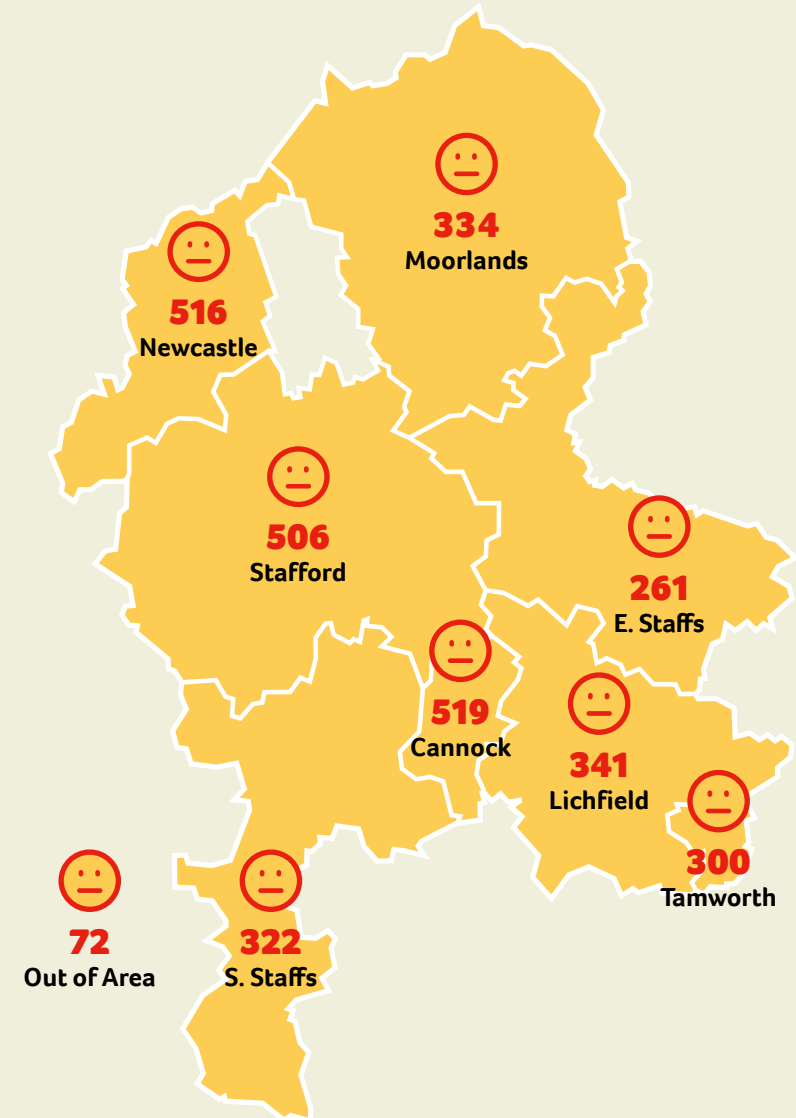 334
Moorlands
516
Newcastle
506
Stafford
261
E. Staffs
519
Cannock
341
Lichfield
300
Tamworth
72
Out of Area
322
S. Staffs